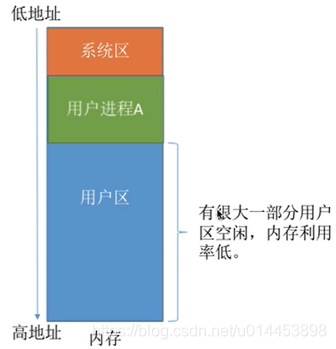 低地址
系统区
用户进程A
用户区
有很大一部分用户
区空闲，内存利用
率低。
高地址
内存
https://blog.csdn.net/u014453898